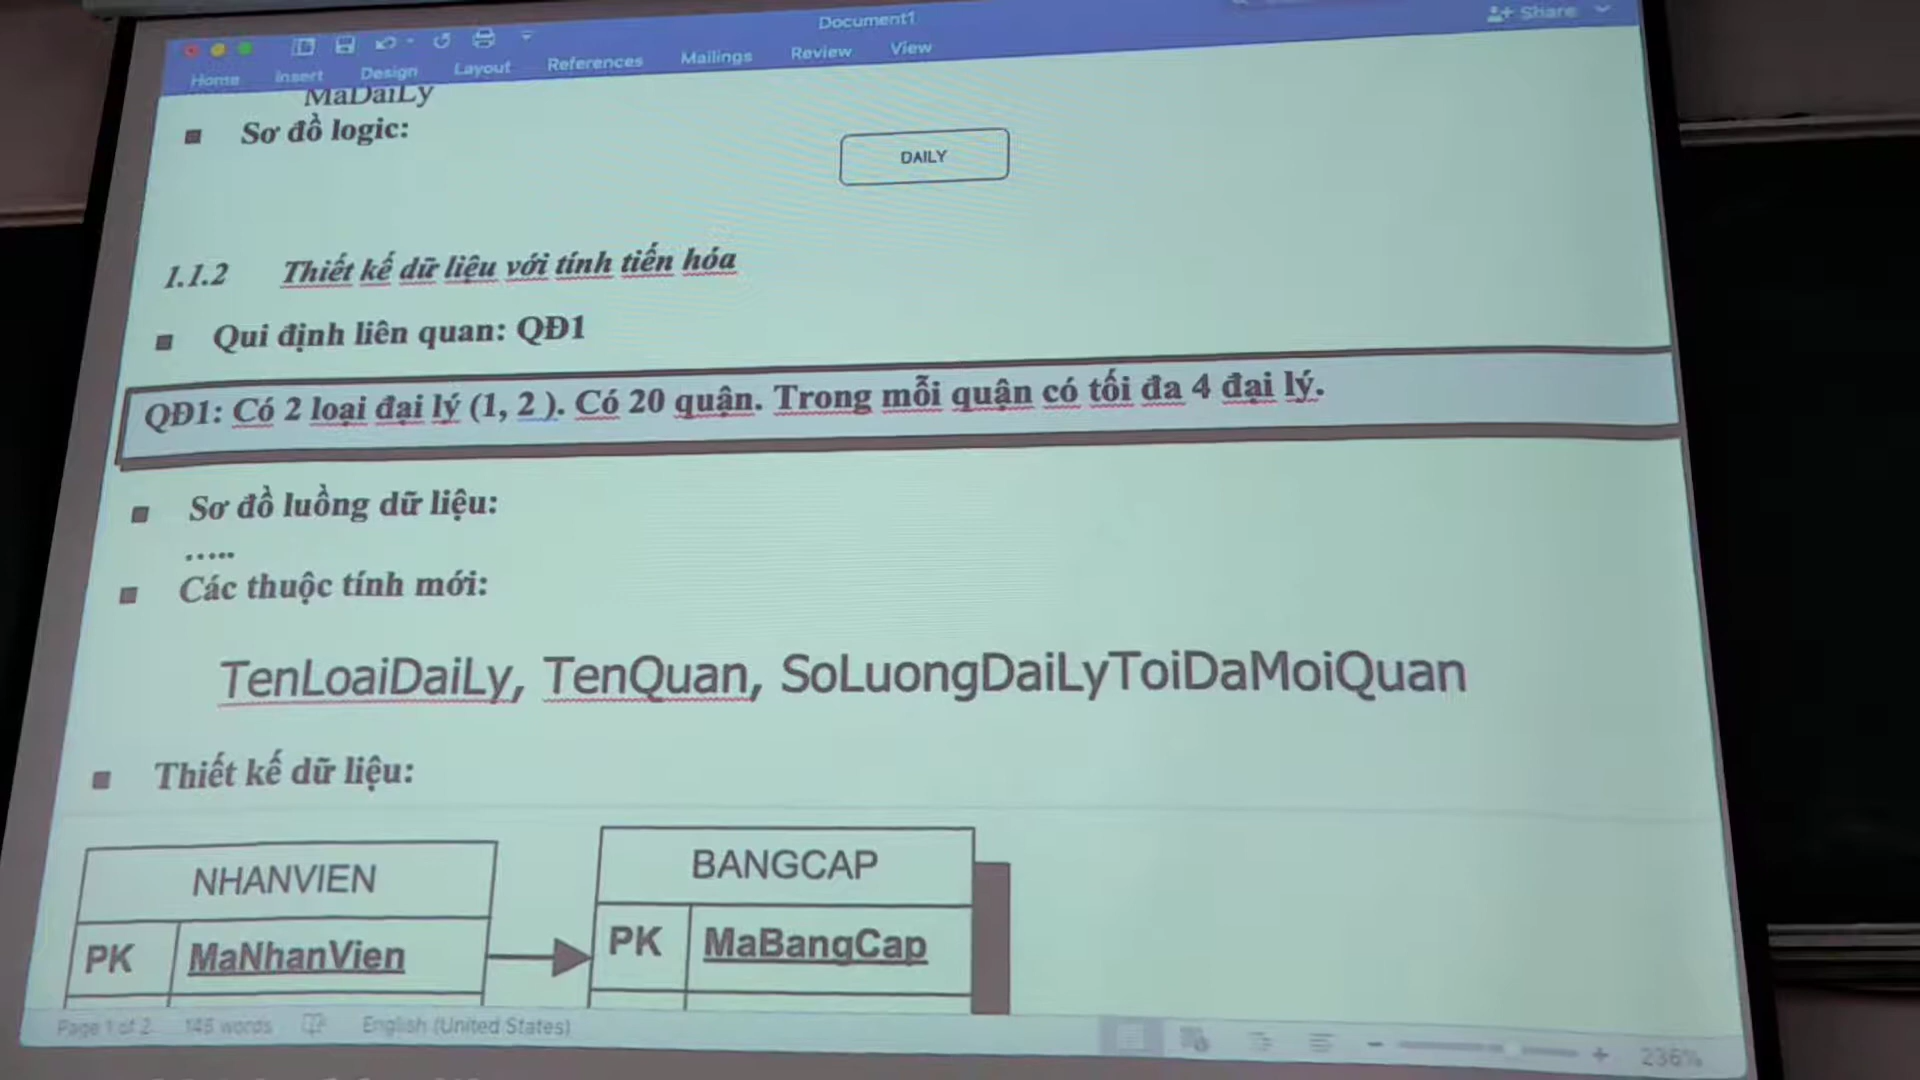 Document1
Share
Home Insert Design Layout References Mailings Review View
MaDaiLy
Sơ đồ logic:
DAILY
1.1.2 Thiết kế dữ liệu với tính tiến hóa
Qui định liên quan: QĐ1
QĐ1: Có 2 loại đại lý (1, 2 ). Có 20 quận. Trong mỗi quận có tối đa 4 đại lý.
Sơ đồ luồng dữ liệu:
.....
Các thuộc tính mới:
TenLoaiDaiLy, TenQuan, SoLuongDaiLyToiDaMoiQuan
Thiết kế dữ liệu:
NHANVIEN
BANGCAP
PK MaNhanVien
PK MaBangCap
Page 1 of 2 145 words English (United States) 236%